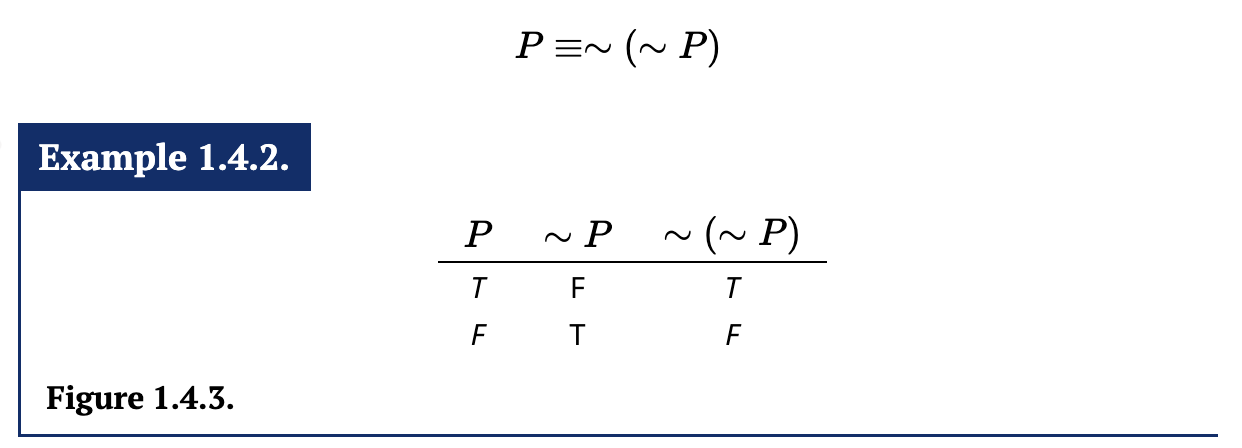 P ≡∼ (∼ P)
Example 1.4.2.
P ∼ P ∼ (∼ P)
T F T
F T F
Figure 1.4.3.